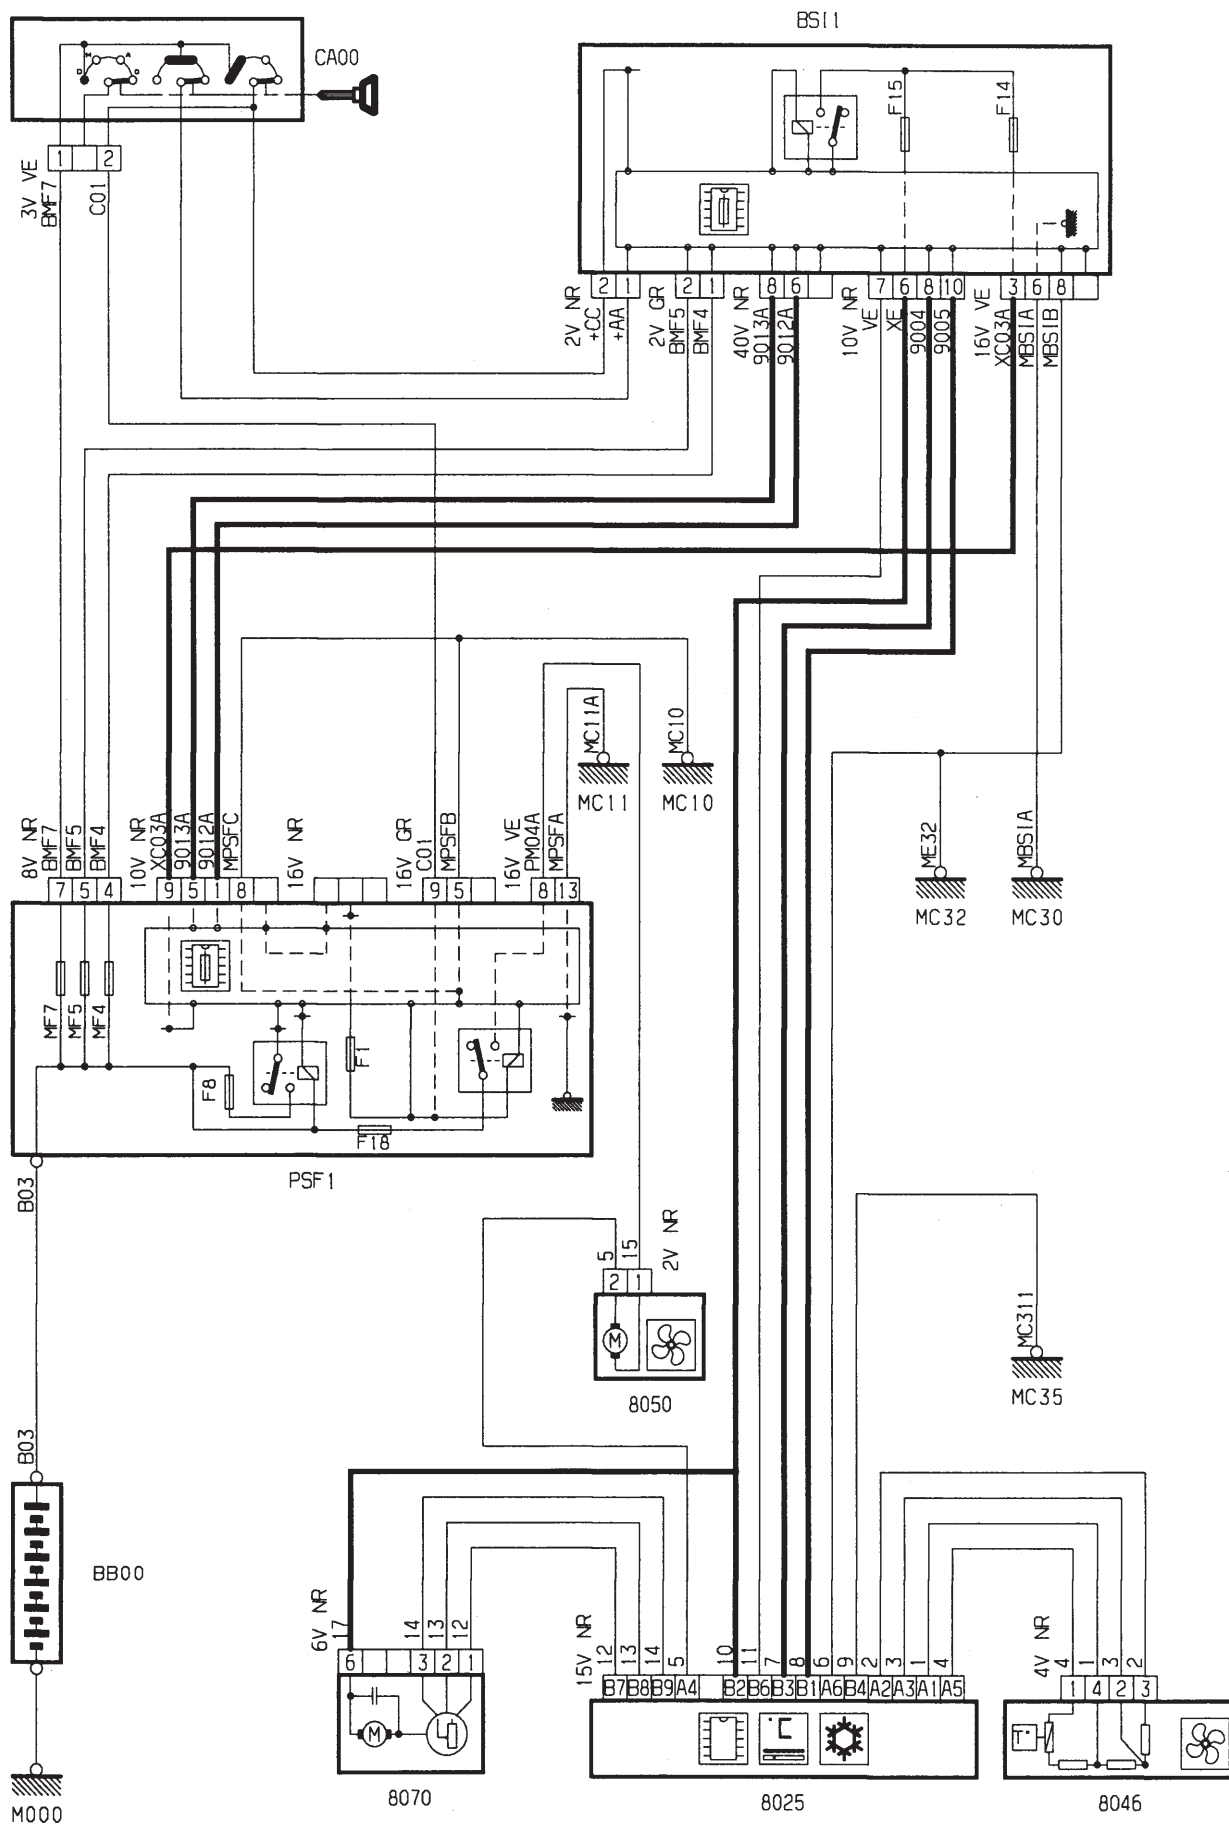 BSI1
CA00
M
A
D
D
F15
F14
1 2
3V VE
BMF7
C01
2 1
2 1
8 6
7 6 8 10
3 6 8
2V NR
+CC
+AA
2V GR
BMF5
BMF4
40V NR
9013A
9012A
10V NR
VE
XE
9004
9005
16V VE
XC03A
MBSIA
MBSIB
MC11A
MC10
MC11
MC10
ME32
MBSIA
MC32
MC30
8V NR
BMF7
BMF5
BMF4
10V NR
XC03A
9013A
9012A
MPSFC
16V NR
16V GR
C01
MPSFB
16V VE
PM04A
MPSFA
7 5 4
9 5 1 8
9 5
8 13
MF7
MF5
MF4
F8
F1
F18
PSF1
B03
5
15
2V NR
2 1
M
8050
MC311
MC35
B03
BB00
M000
6V NR
17
14
13
12
6 3 2 1
M
8070
15V NR
12
13
14
5
10
11
7
8
6
9
2
3
1
4
B7 B8 B9 A4 B2 B6 B3 B1 A6 B4 A2 A3 A1 A5
°C
8025
4V NR
4
1
3
2
1 4 2 3
T°
8046